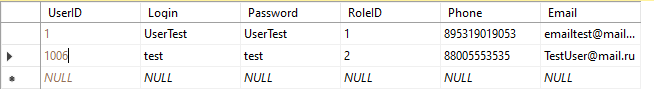 UserID Login Password RoleID Phone Email
1 UserTest UserTest 1 895319019053 emailtest@mail...
1006 test test 2 88005553535 TestUser@mail.ru
NULL NULL NULL NULL NULL NULL